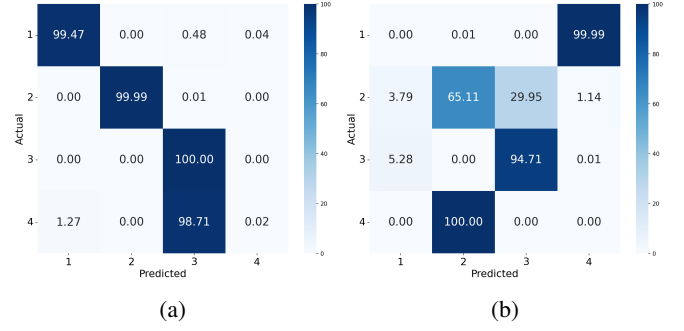 1 99.47 0.00 0.48 0.04
2 0.00 99.99 0.01 0.00
3 0.00 0.00 100.00 0.00
4 1.27 0.00 98.71 0.02
1 2 3 4
Actual
Predicted
100
80
60
40
20
0
(a)
1 0.00 0.01 0.00 99.99
2 3.79 65.11 29.95 1.14
3 5.28 0.00 94.71 0.01
4 0.00 100.00 0.00 0.00
1 2 3 4
Actual
Predicted
100
80
60
40
20
0
(b)